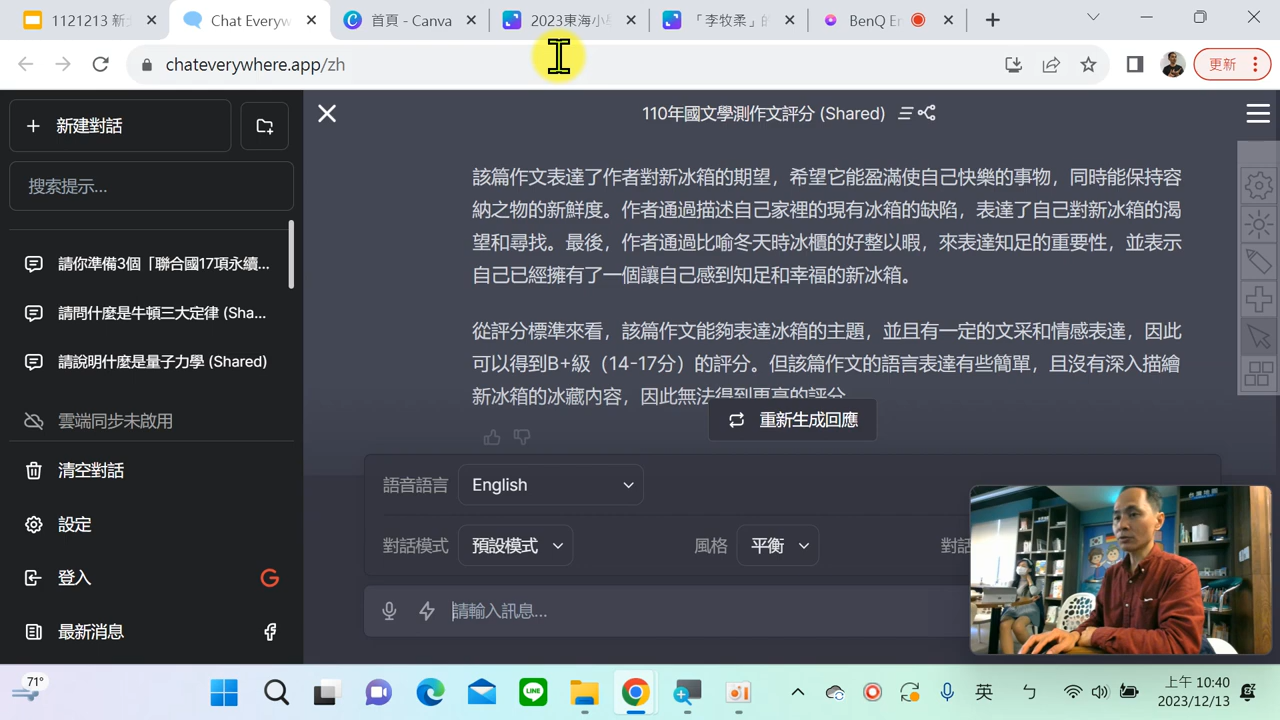 1121213 新
Chat Everyw
首頁 - Canva
2023東海小
「李牧柔」的
BenQ En
chateverywhere.app/zh
更新
新建對話
搜索提示...
請你準備3個「聯合國17項永續...
請問什麼是牛頓三大定律 (Sha...
請說明什麼是量子力學 (Shared)
雲端同步未啟用
清空對話
設定
登入
最新消息
110年國文學測作文評分 (Shared)
該篇作文表達了作者對新冰箱的期望，希望它能盈滿使自己快樂的事物，同時能保持容
納之物的新鮮度。作者通過描述自己家裡的現有冰箱的缺陷，表達了自己對新冰箱的渴
望和尋找。最後，作者通過比喻冬天時冰櫃的好整以暇，來表達知足的重要性，並表示
自己已經擁有了一個讓自己感到知足和幸福的新冰箱。
從評分標準來看，該篇作文能夠表達冰箱的主題，並且有一定的文采和情感表達，因此
可以得到B+級（14-17分）的評分。但該篇作文的語言表達有些簡單，且沒有深入描繪
新冰箱的冰藏內容，因此無法得到更高的評分。
重新生成回應
語音語言 English
對話模式 預設模式 風格 平衡 對話
請輸入訊息...
71°
LINE
英
ㄅ
上午 10:40
2023/12/13